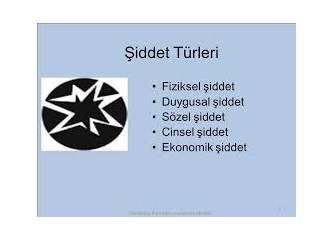 Şiddet Türleri
• Fiziksel şiddet
• Duygusal şiddet
• Sözel şiddet
• Cinsel şiddet
• Ekonomik şiddet